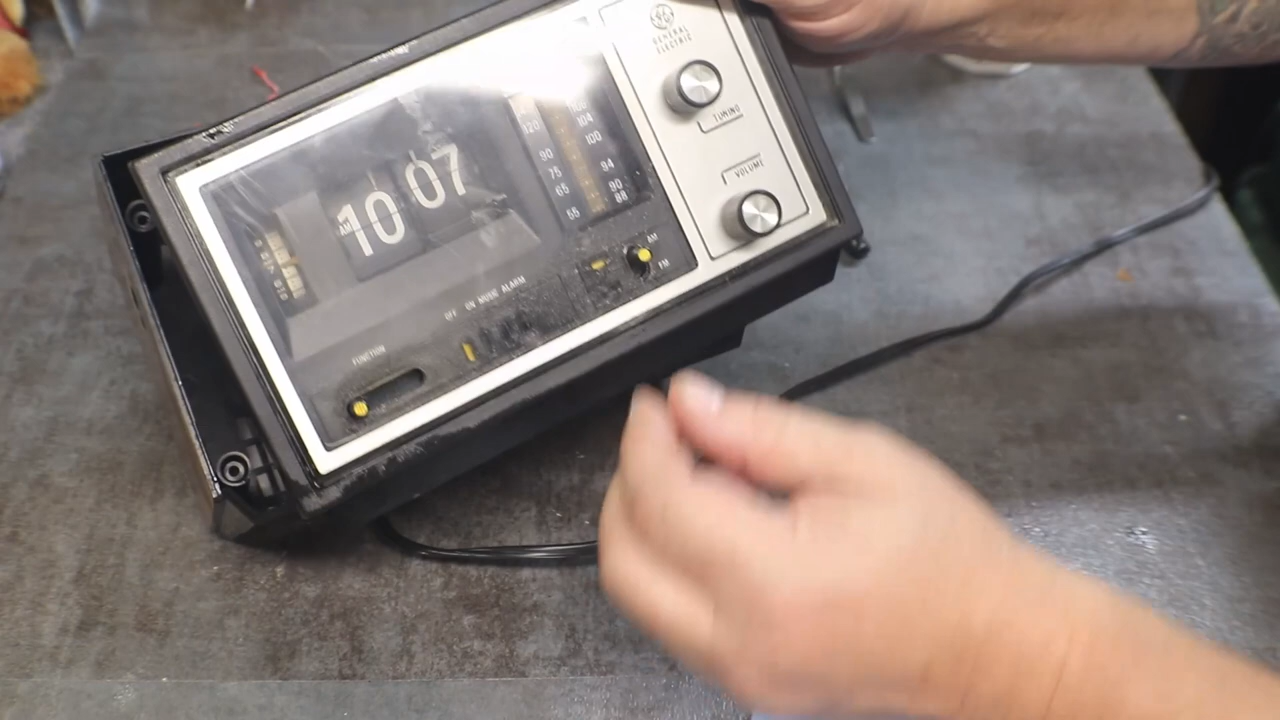 GENERAL
ELECTRIC
TUNING
VOLUME
AM
10 07
120
104
100
90
94
75
90
65
88
55
AM
FM
OFF ON MUSIC ALARM
FUNCTION